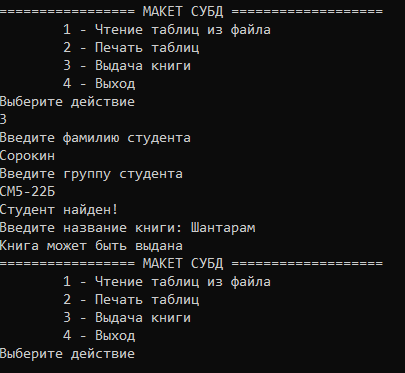 ================= МАКЕТ СУБД ===================
1 - Чтение таблиц из файла
2 - Печать таблиц
3 - Выдача книги
4 - Выход
Выберите действие
3
Введите фамилию студента
Сорокин
Введите группу студента
СМ5-22Б
Студент найден!
Введите название книги: Шантарам
Книга может быть выдана
================= МАКЕТ СУБД ===================
1 - Чтение таблиц из файла
2 - Печать таблиц
3 - Выдача книги
4 - Выход
Выберите действие